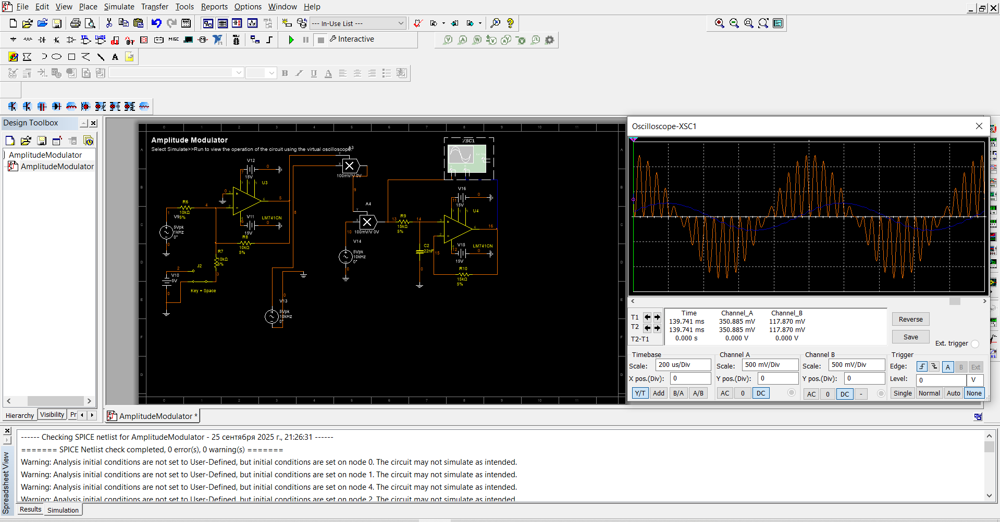 File Edit View Place Simulate Transfer Tools Reports Options Window Help
--- In-Use List ---
MISC
Interactive
Design Toolbox
AmplitudeModulator
AmplitudeModulator
Hierarchy Visibility Pr
Amplitude Modulator
Select Simulate>>Run to view the operation of the circuit using the virtual oscilloscope.
XSC1
A3
100mV/V 0V
V12
15V
U3
LM741CN
V11
15V
R6
10kΩ
5%
V9
5Vpk
1kHz
0°
R8
10kΩ
5%
R7
10kΩ
5%
J2
Key = Space
V10
5V
V13
5Vpk
10kHz
0°
A4
100mV/V 0V
V14
5Vpk
10kHz
0°
R9
15kΩ
5%
C2
22nF
V16
15V
U4
LM741CN
V15
15V
R10
15kΩ
5%
AmplitudeModulator *
Oscilloscope-XSC1
T1
T2
T2-T1
Time Channel_A Channel_B
139.741 ms 350.885 mV 117.870 mV
139.741 ms 350.885 mV 117.870 mV
0.000 s 0.000 V 0.000 V
Reverse
Save
Ext. trigger
Timebase
Scale: 200 us/Div
X pos.(Div): 0
Y/T Add B/A A/B
Channel A
Scale: 500 mV/Div
Y pos.(Div): 0
AC 0 DC
Channel B
Scale: 500 mV/Div
Y pos.(Div): 0
AC 0 DC -
Trigger
Edge: A B Ext
Level: 0 V
Single Normal Auto None
Spreadsheet View
------ Checking SPICE netlist for AmplitudeModulator - 25 сентября 2025 г., 21:26:31 ------
======= SPICE Netlist check completed, 0 error(s), 0 warning(s) =======
Warning: Analysis initial conditions are not set to User-Defined, but initial conditions are set on node 0. The circuit may not simulate as intended.
Warning: Analysis initial conditions are not set to User-Defined, but initial conditions are set on node 1. The circuit may not simulate as intended.
Warning: Analysis initial conditions are not set to User-Defined, but initial conditions are set on node 4. The circuit may not simulate as intended.
Warning: Analysis initial conditions are not set to User-Defined, but initial conditions are set on node 2. The circuit may not simulate as intended.
Results Simulation